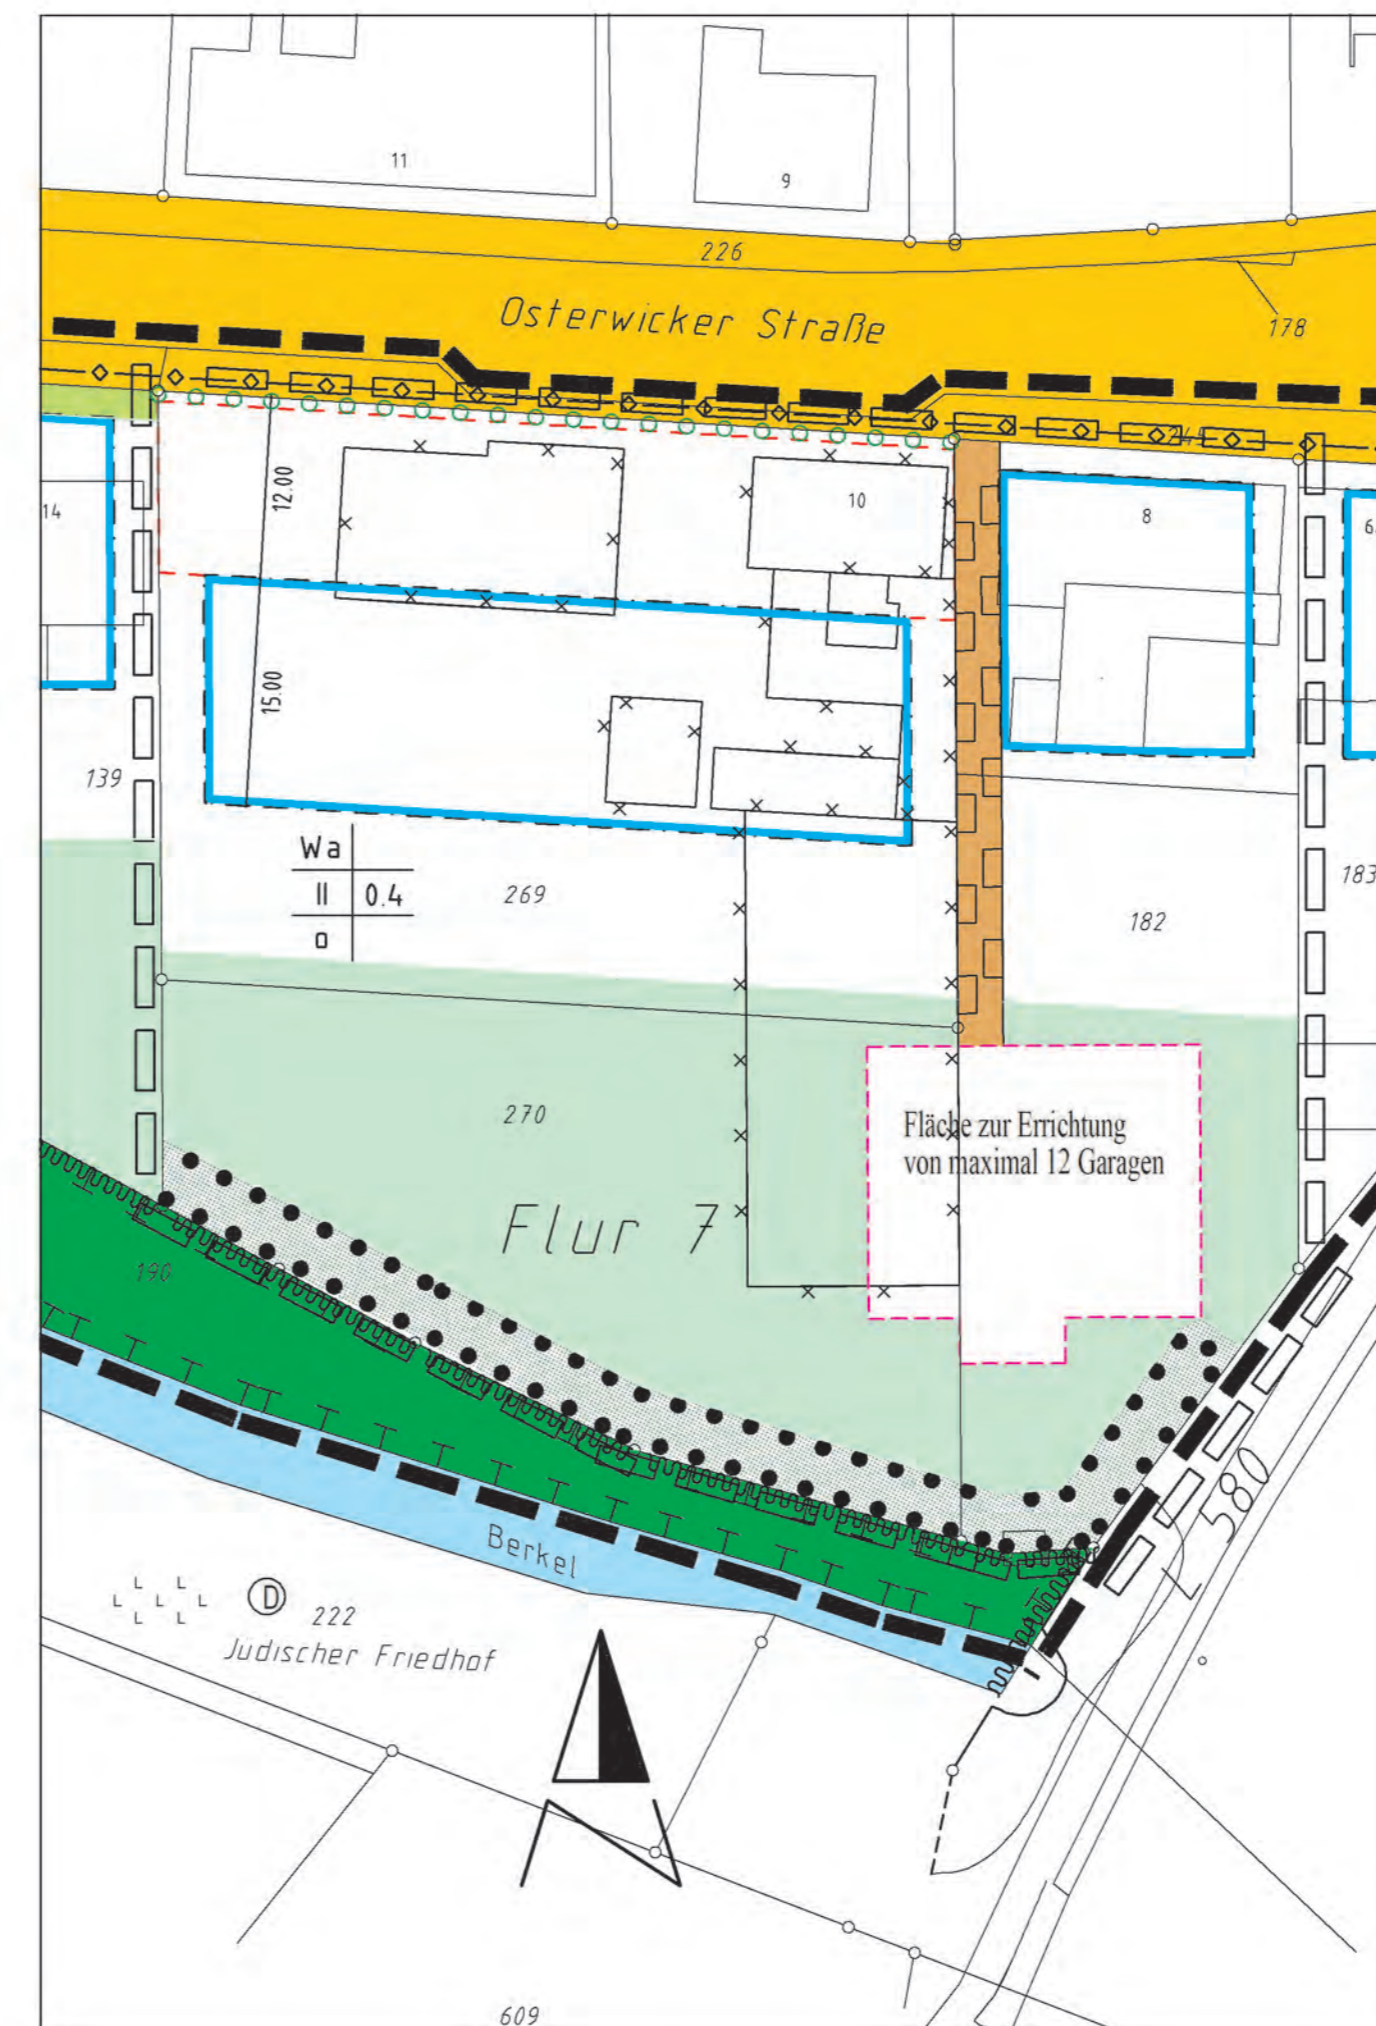 11
9
226
Osterwicker Straße
178
12.00
14
10
8
15.00
139
Wa
II 0.4
o
269
182
183
270
Fläche zur Errichtung
von maximal 12 Garagen
Flur 7
190
L 580
Berkel
D
222
Jüdischer Friedhof
N
609